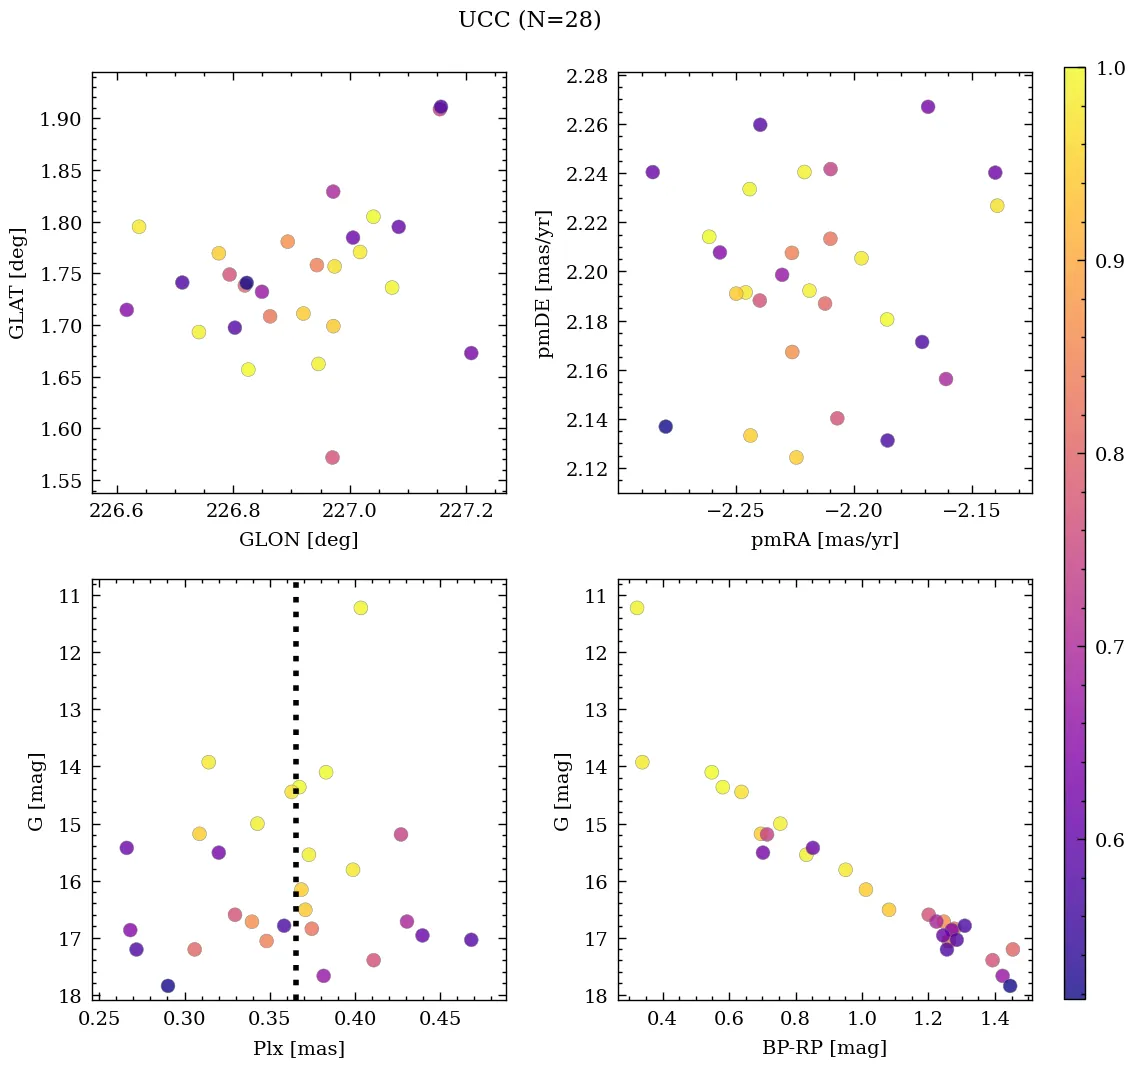 UCC (N=28)
1.90
1.85
1.80
1.75
1.70
1.65
1.60
1.55
GLAT [deg]
226.6 226.8 227.0 227.2
GLON [deg]
2.28
2.26
2.24
2.22
2.20
2.18
2.16
2.14
2.12
pmDE [mas/yr]
−2.25 −2.20 −2.15
pmRA [mas/yr]
11
12
13
14
15
16
17
18
G [mag]
0.25 0.30 0.35 0.40 0.45
Plx [mas]
11
12
13
14
15
16
17
18
G [mag]
0.4 0.6 0.8 1.0 1.2 1.4
BP-RP [mag]
1.0
0.9
0.8
0.7
0.6